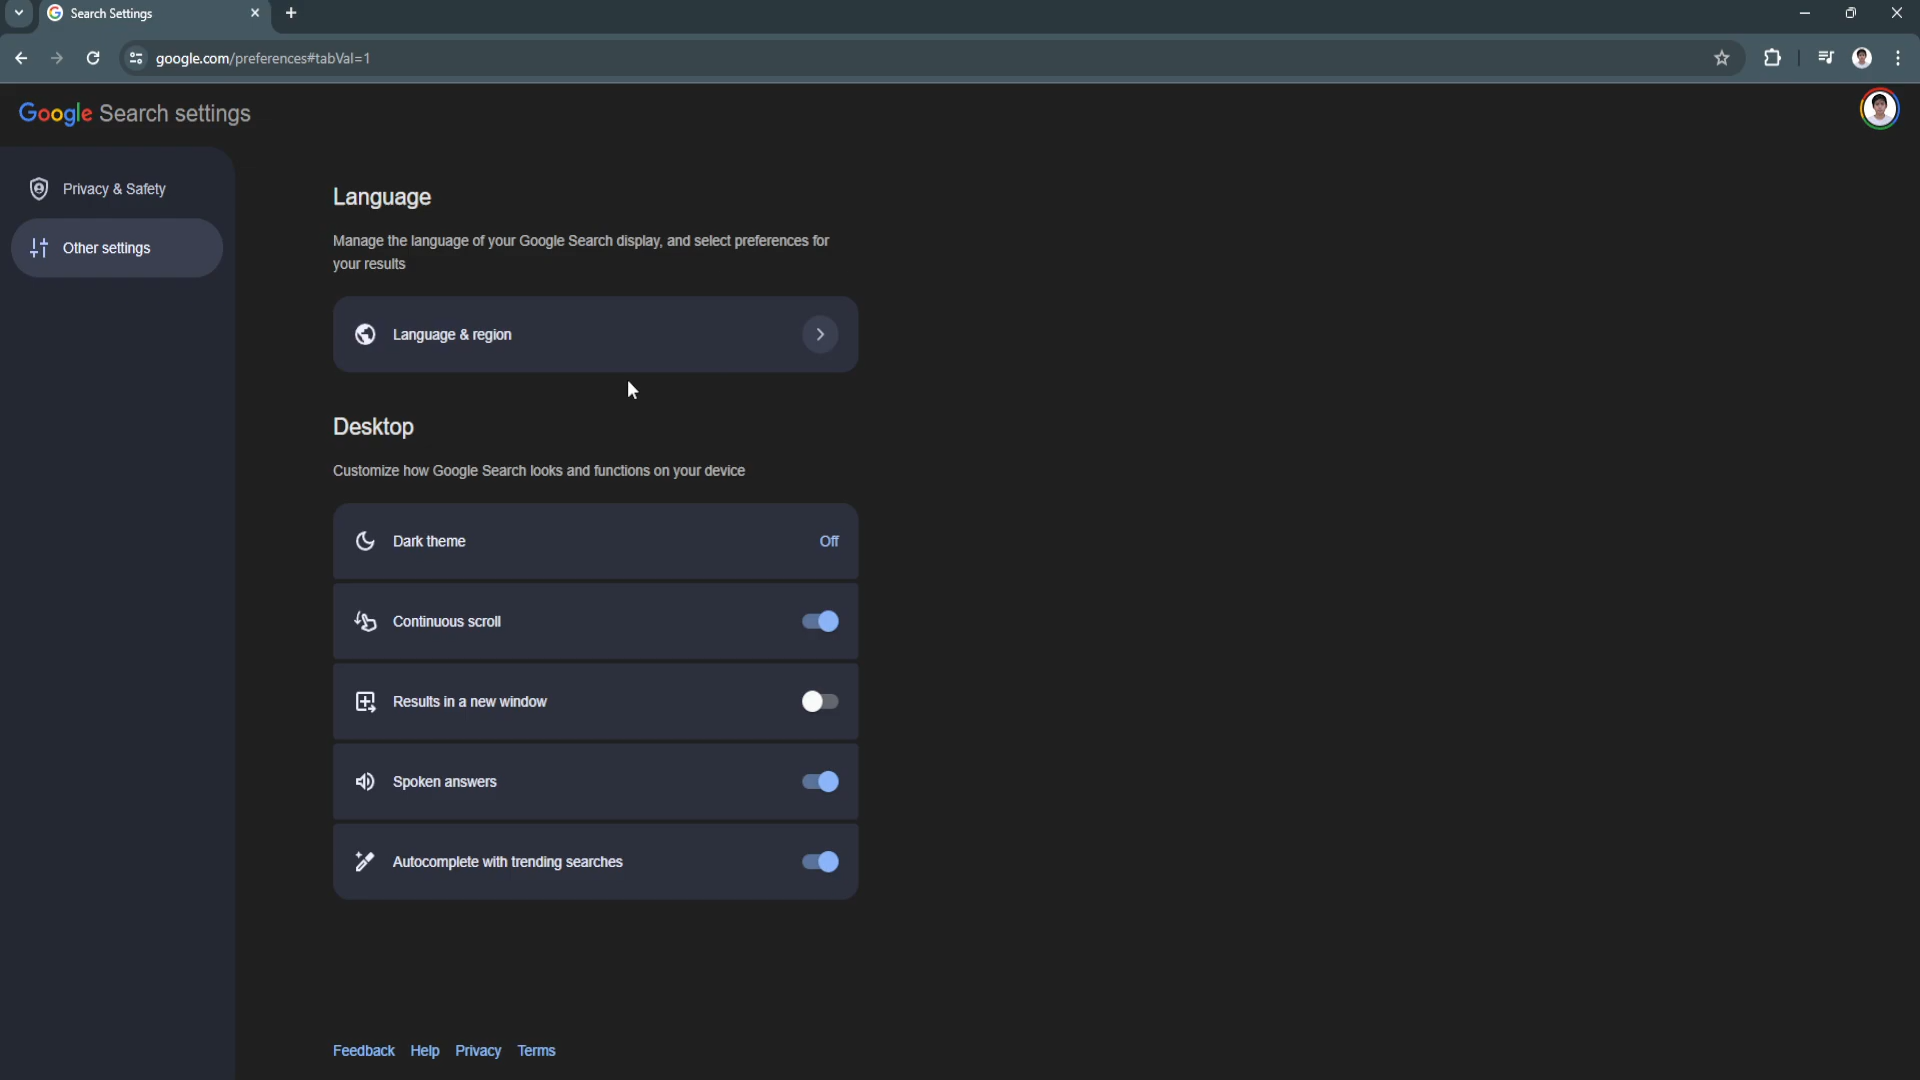 Search Settings
google.com/preferences#tabVal=1
Google Search settings
Privacy & Safety
Other settings
Language
Manage the language of your Google Search display, and select preferences for
your results
Language & region
Desktop
Customize how Google Search looks and functions on your device
Dark theme Off
Continuous scroll
Results in a new window
Spoken answers
Autocomplete with trending searches
Feedback Help Privacy Terms